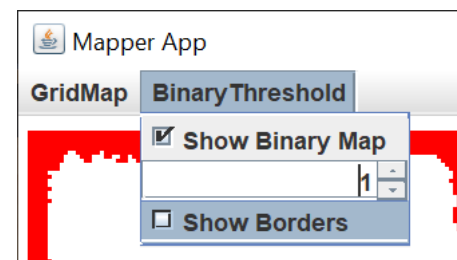 Mapper App
GridMap BinaryThreshold
Show Binary Map
1
Show Borders